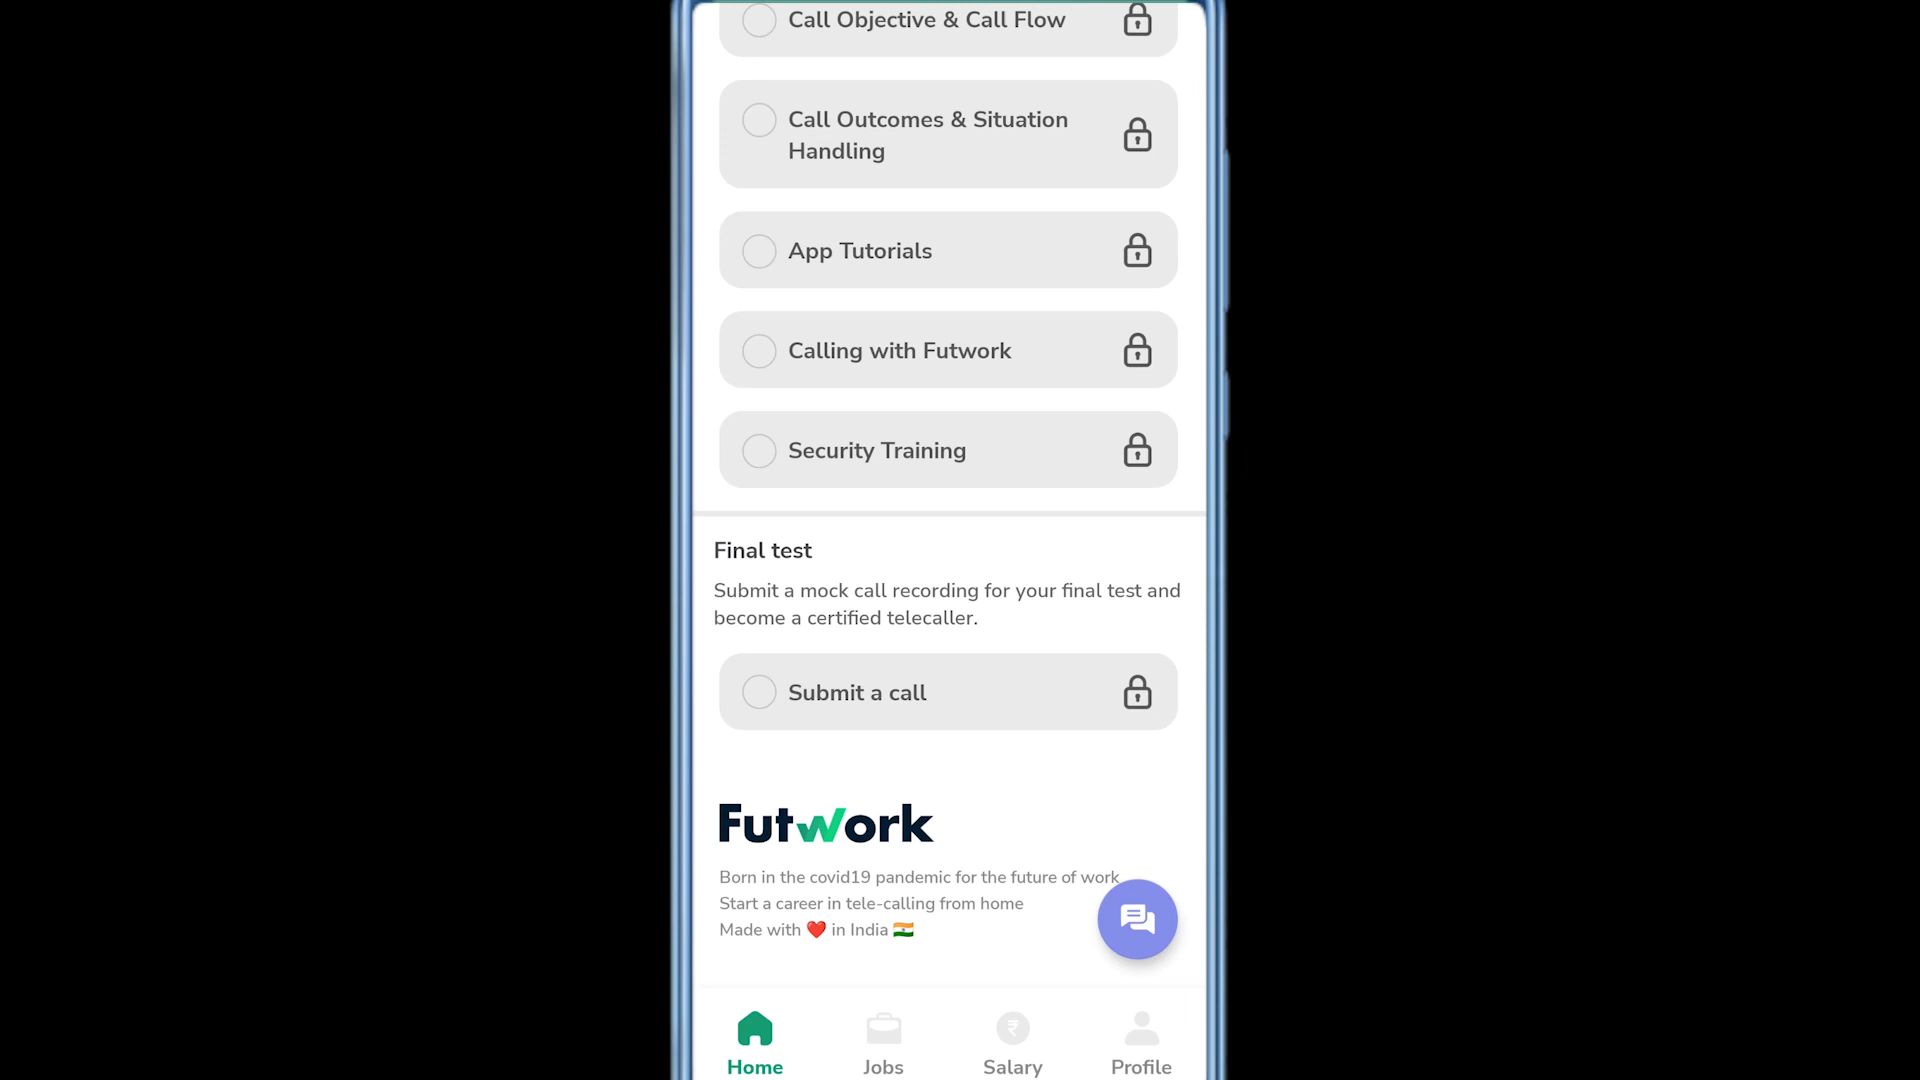 Call Objective & Call Flow
Call Outcomes & Situation
Handling
App Tutorials
Calling with Futwork
Security Training
Final test
Submit a mock call recording for your final test and
become a certified telecaller.
Submit a call
Futwork
Born in the covid19 pandemic for the future of work
Start a career in tele-calling from home
Made with ❤️ in India 🇮🇳
Home
Jobs
Salary
Profile